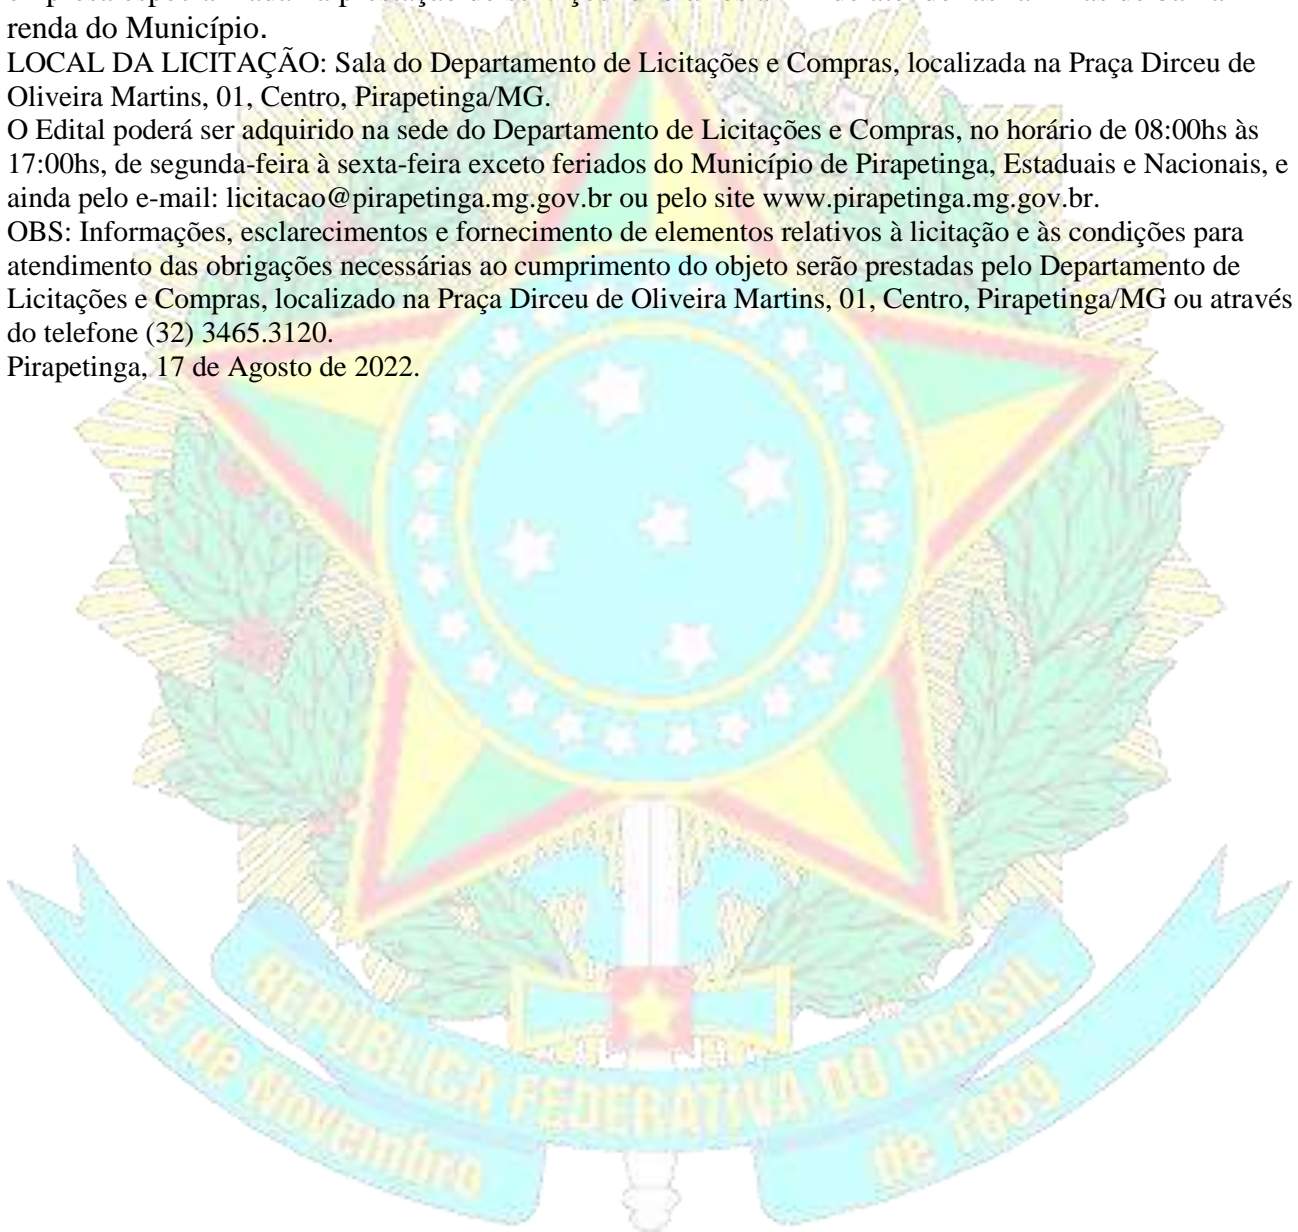 renda do Município.
LOCAL DA LICITAÇÃO: Sala do Departamento de Licitações e Compras, localizada na Praça Dirceu de
Oliveira Martins, 01, Centro, Pirapetinga/MG.
O Edital poderá ser adquirido na sede do Departamento de Licitações e Compras, no horário de 08:00hs às
17:00hs, de segunda-feira à sexta-feira exceto feriados do Município de Pirapetinga, Estaduais e Nacionais, e
ainda pelo e-mail: licitacao@pirapetinga.mg.gov.br ou pelo site www.pirapetinga.mg.gov.br.
OBS: Informações, esclarecimentos e fornecimento de elementos relativos à licitação e às condições para
atendimento das obrigações necessárias ao cumprimento do objeto serão prestadas pelo Departamento de
Licitações e Compras, localizado na Praça Dirceu de Oliveira Martins, 01, Centro, Pirapetinga/MG ou através
do telefone (32) 3465.3120.
Pirapetinga, 17 de Agosto de 2022.
REPUBLICA FEDERATIVA DO BRASIL
15 de Novembro
de 1889